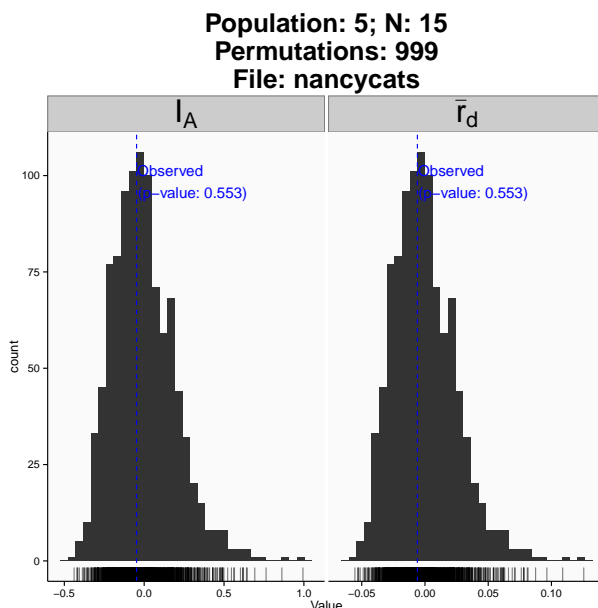 Population: 5; N: 15
Permutations: 999
File: nancycats
I_A
r̄_d
Observed
(p−value: 0.553)
Observed
(p−value: 0.553)
count
100
75
50
25
0
−0.5
0.0
0.5
1.0
−0.05
0.00
0.05
0.10
Value